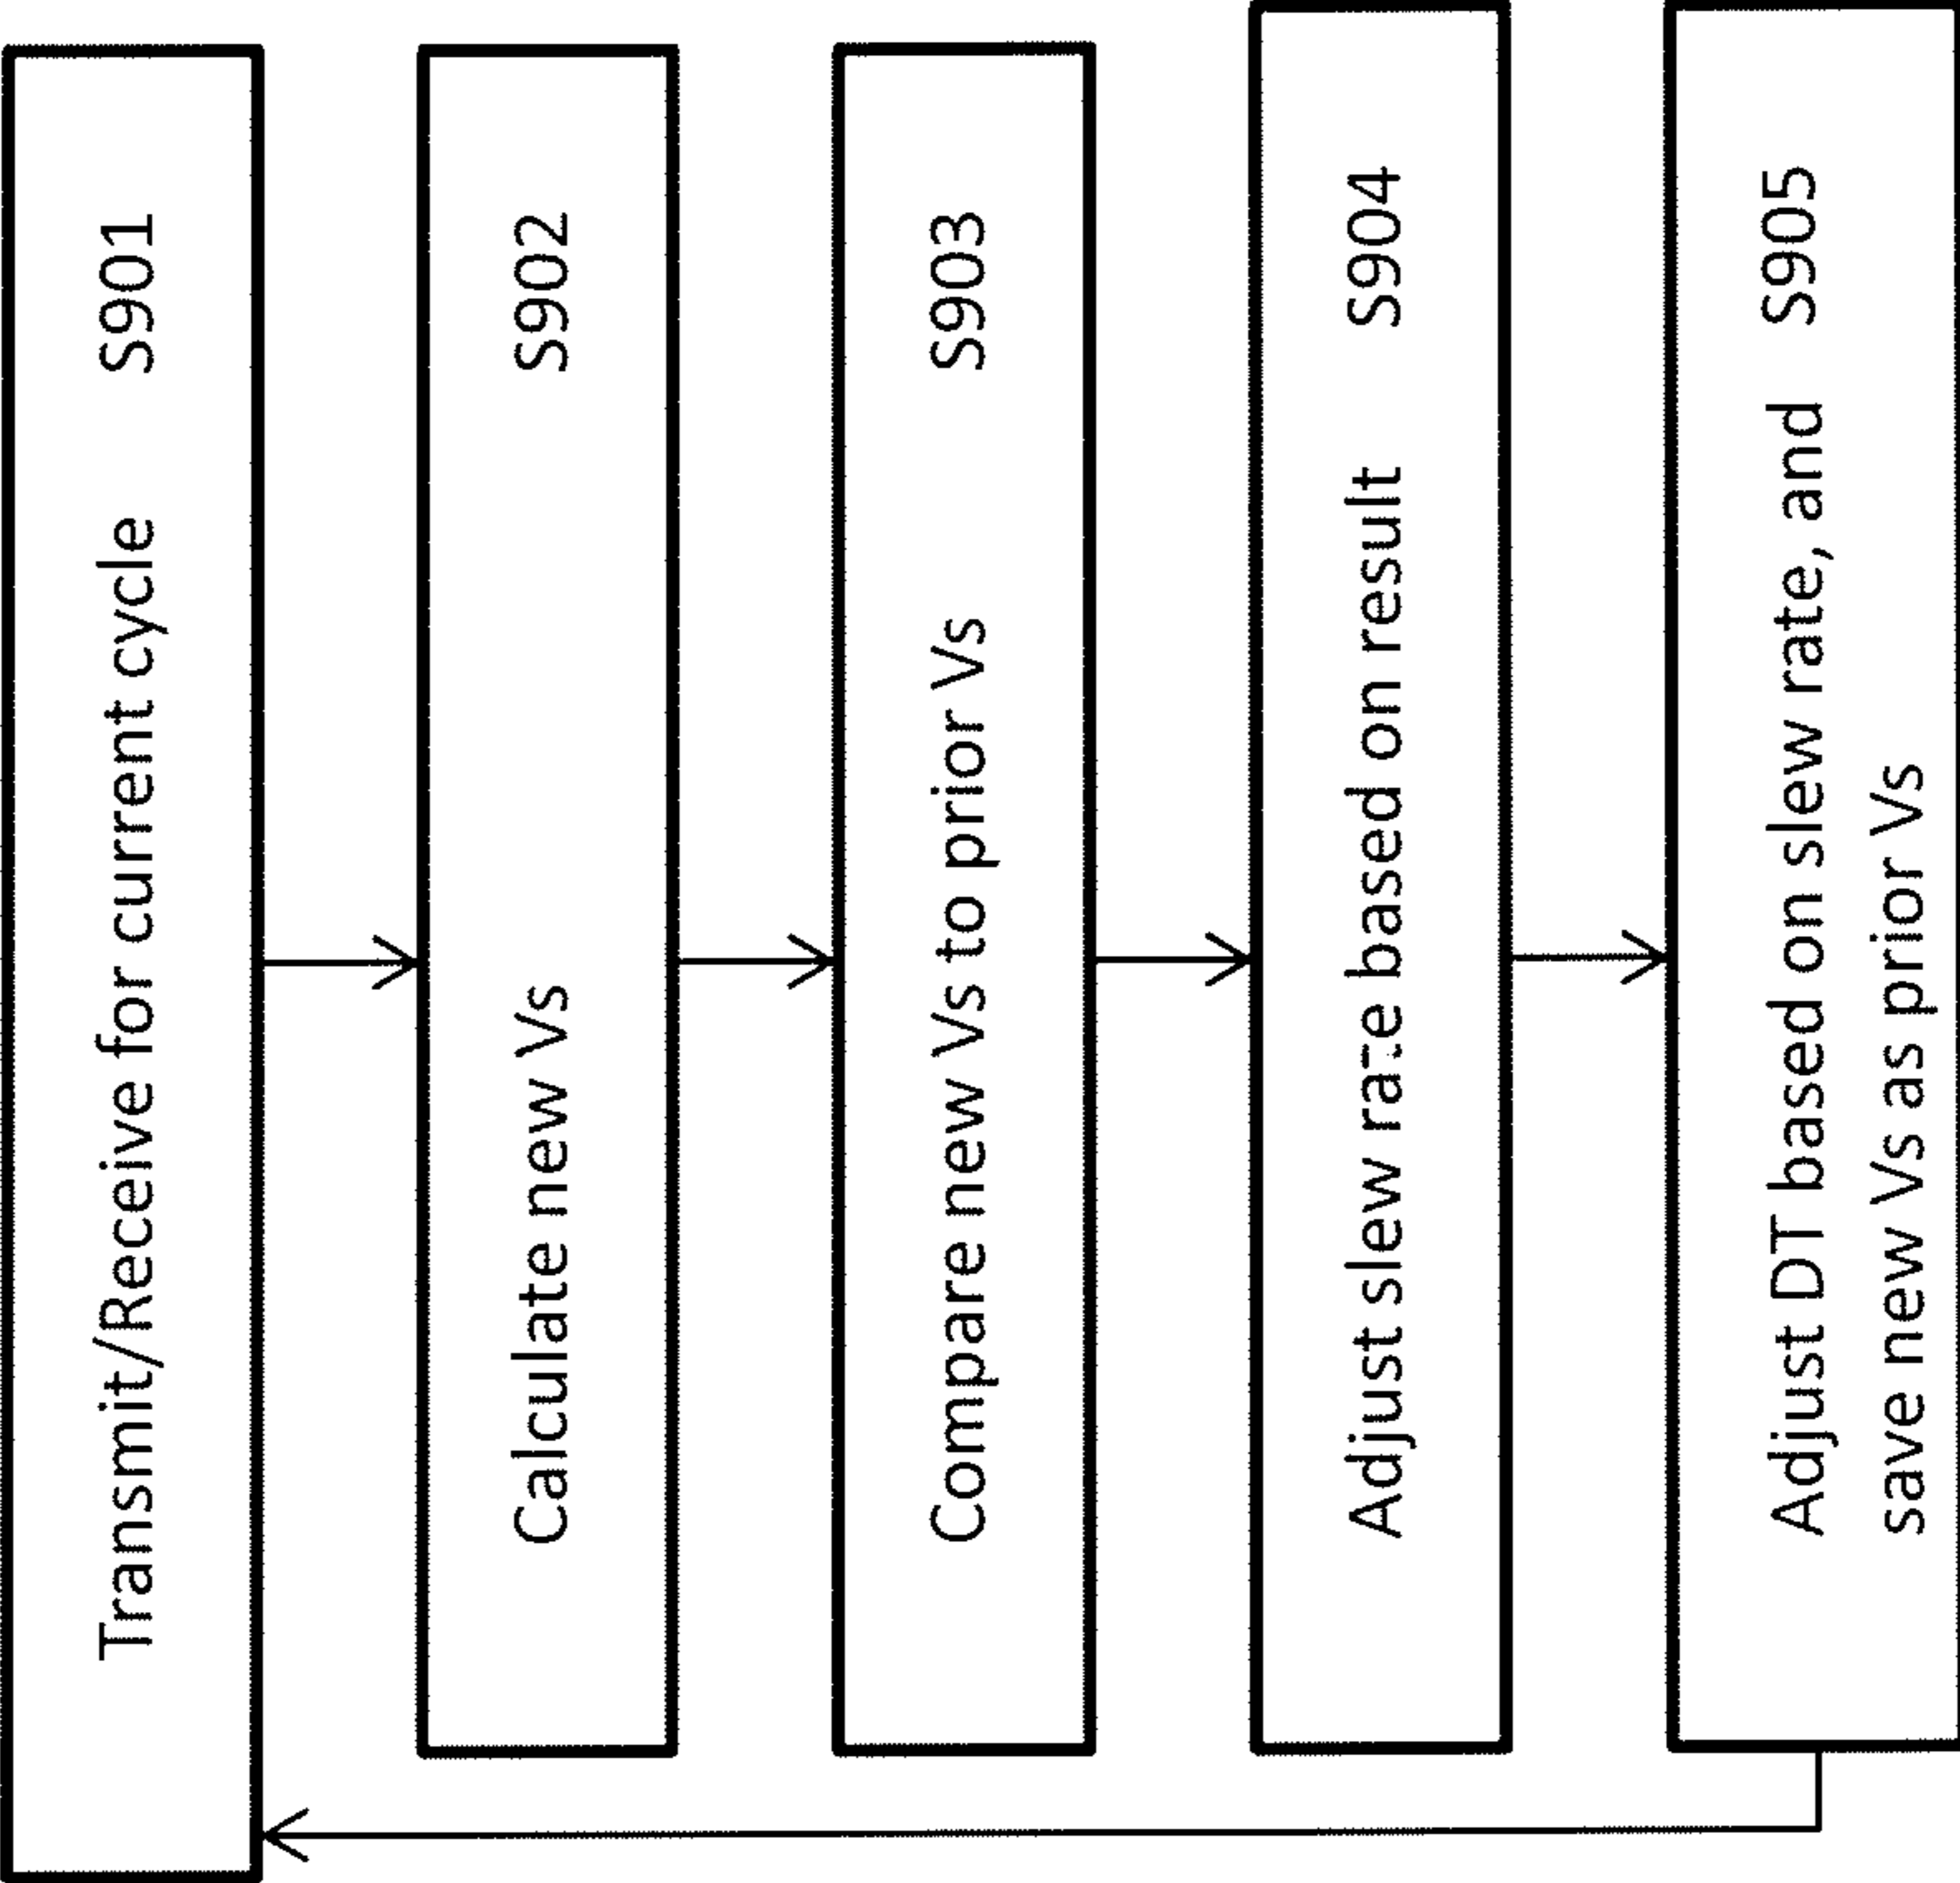 Transmit/Receive for current cycle S901
Calculate new Vs S902
Compare new Vs to prior Vs S903
Adjust slew rate based on result S904
Adjust DT based on slew rate, and S905
save new Vs as prior Vs